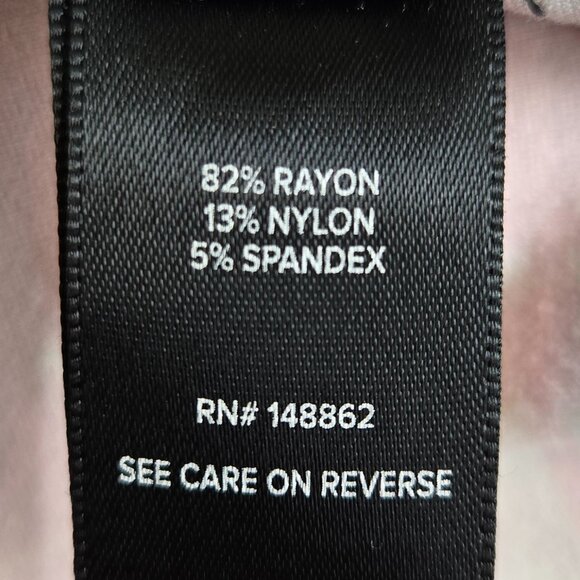 82% RAYON
13% NYLON
5% SPANDEX
RN# 148862
SEE CARE ON REVERSE